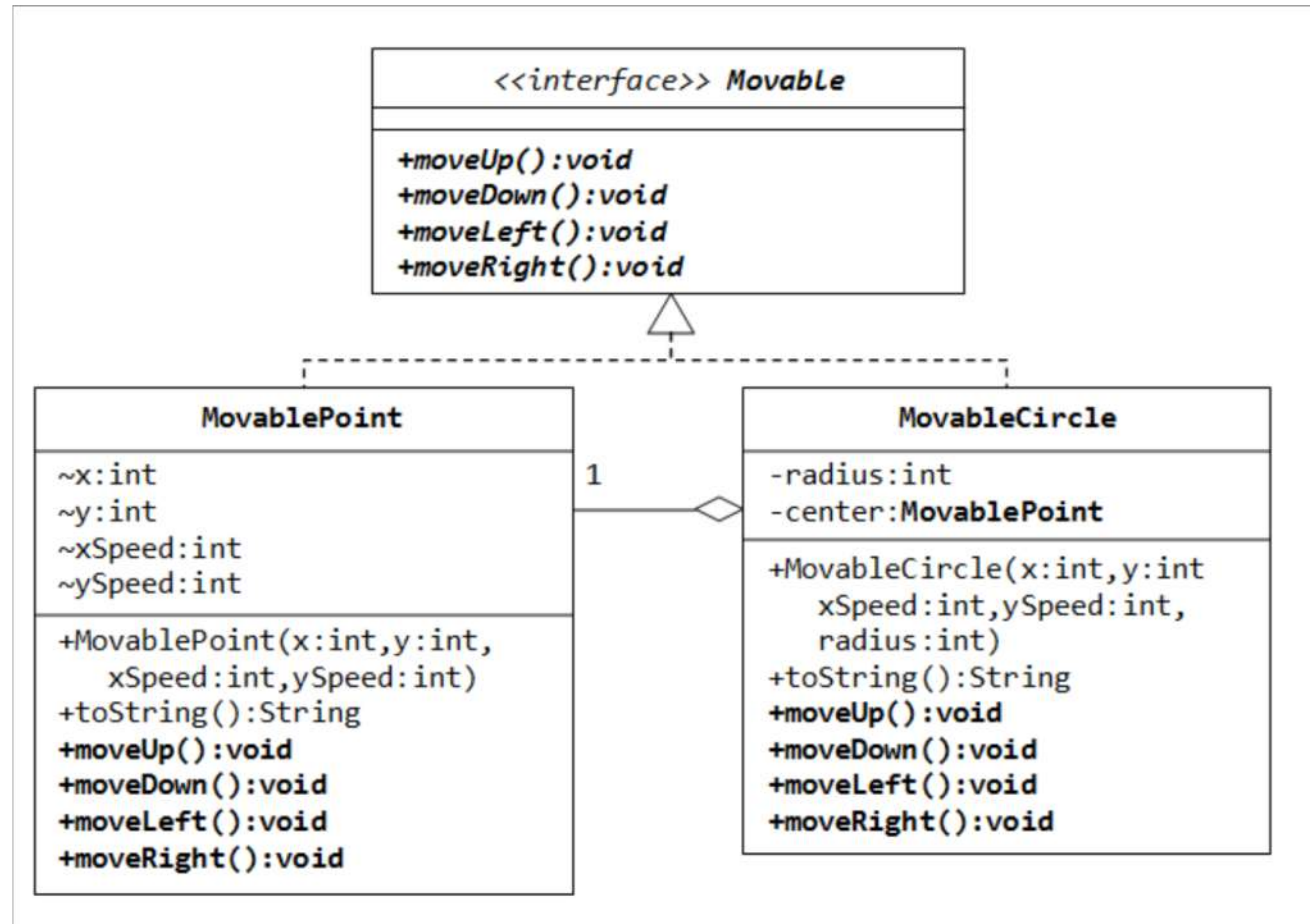 <<interface>> Movable
+moveUp():void
+moveDown():void
+moveLeft():void
+moveRight():void
MovablePoint
~x:int
~y:int
~xSpeed:int
~ySpeed:int
+MovablePoint(x:int,y:int,
xSpeed:int,ySpeed:int)
+toString():String
+moveUp():void
+moveDown():void
+moveLeft():void
+moveRight():void
1
MovableCircle
-radius:int
-center:MovablePoint
+MovableCircle(x:int,y:int
xSpeed:int,ySpeed:int,
radius:int)
+toString():String
+moveUp():void
+moveDown():void
+moveLeft():void
+moveRight():void